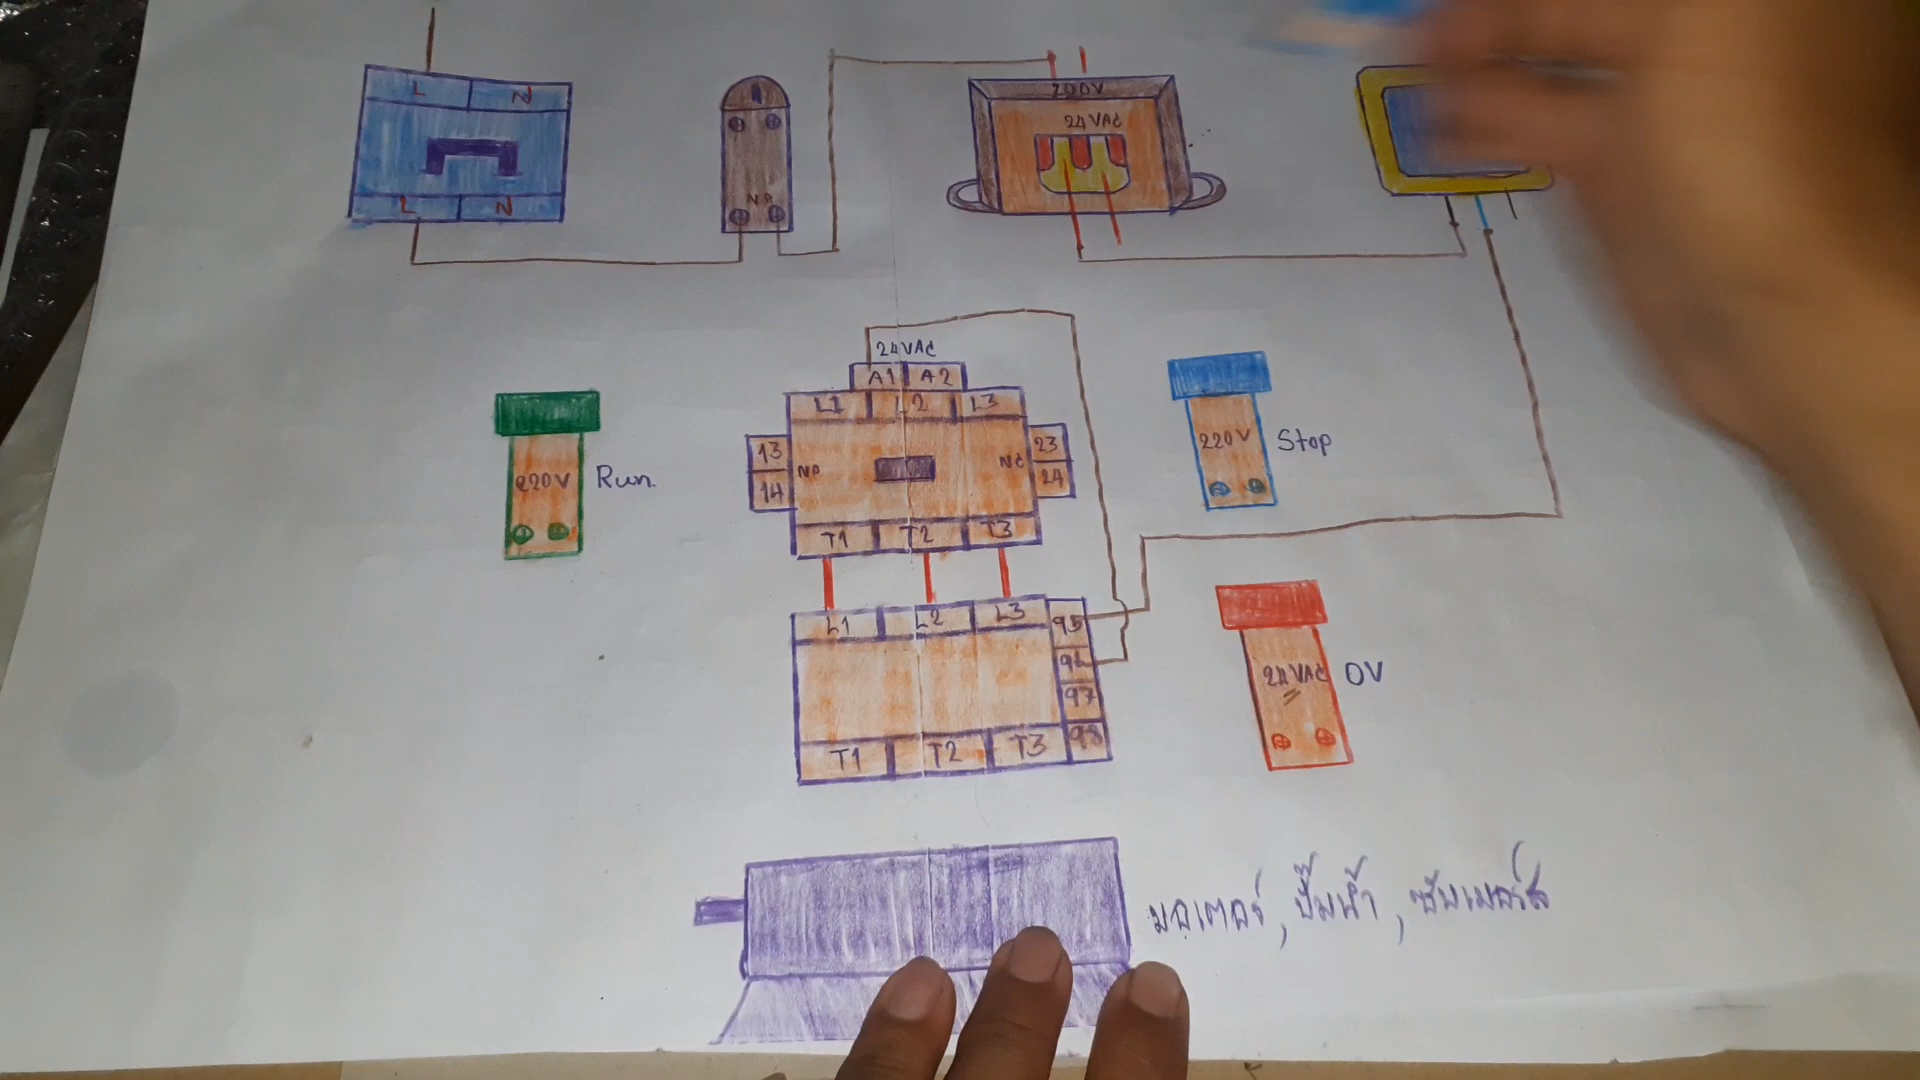 L N
L N
NO
220V
24VAC
24VAC
A1 A2
L1 L2 L3
13
14
NO
NC
23
24
T1 T2 T3
220V
Run
220V
Stop
L1 L2 L3
95
96
97
98
T1 T2 T3
24VAC
OV
มอเตอร์, ปั๊มน้ำ, ซับเมอร์ส